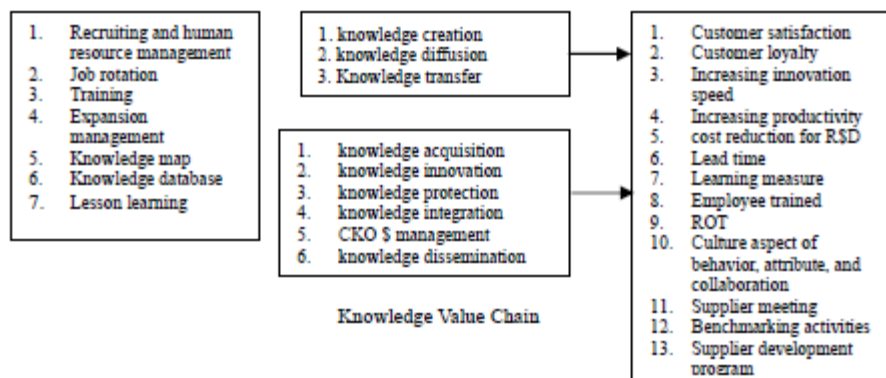 1. Recruiting and human
resource management
2. Job rotation
3. Training
4. Expansion
management
5. Knowledge map
6. Knowledge database
7. Lesson learning
1. knowledge creation
2. knowledge diffusion
3. Knowledge transfer
1. knowledge acquisition
2. knowledge innovation
3. knowledge protection
4. knowledge integration
5. CKO $ management
6. knowledge dissemination
Knowledge Value Chain
1. Customer satisfaction
2. Customer loyalty
3. Increasing innovation
speed
4. Increasing productivity
5. cost reduction for R$D
6. Lead time
7. Learning measure
8. Employee trained
9. ROT
10. Culture aspect of
behavior, attribute, and
collaboration
11. Supplier meeting
12. Benchmarking activities
13. Supplier development
program